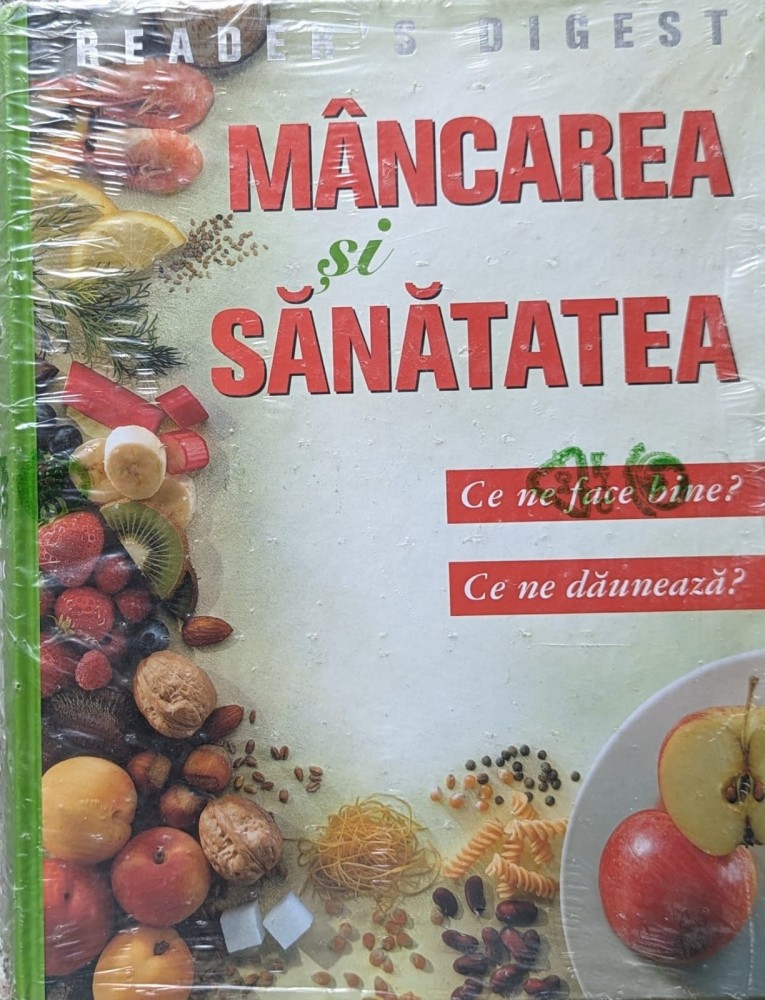 READER'S DIGEST
MÂNCAREA
și
SĂNĂTATEA
Ce ne face bine?
Ce ne dăunează?